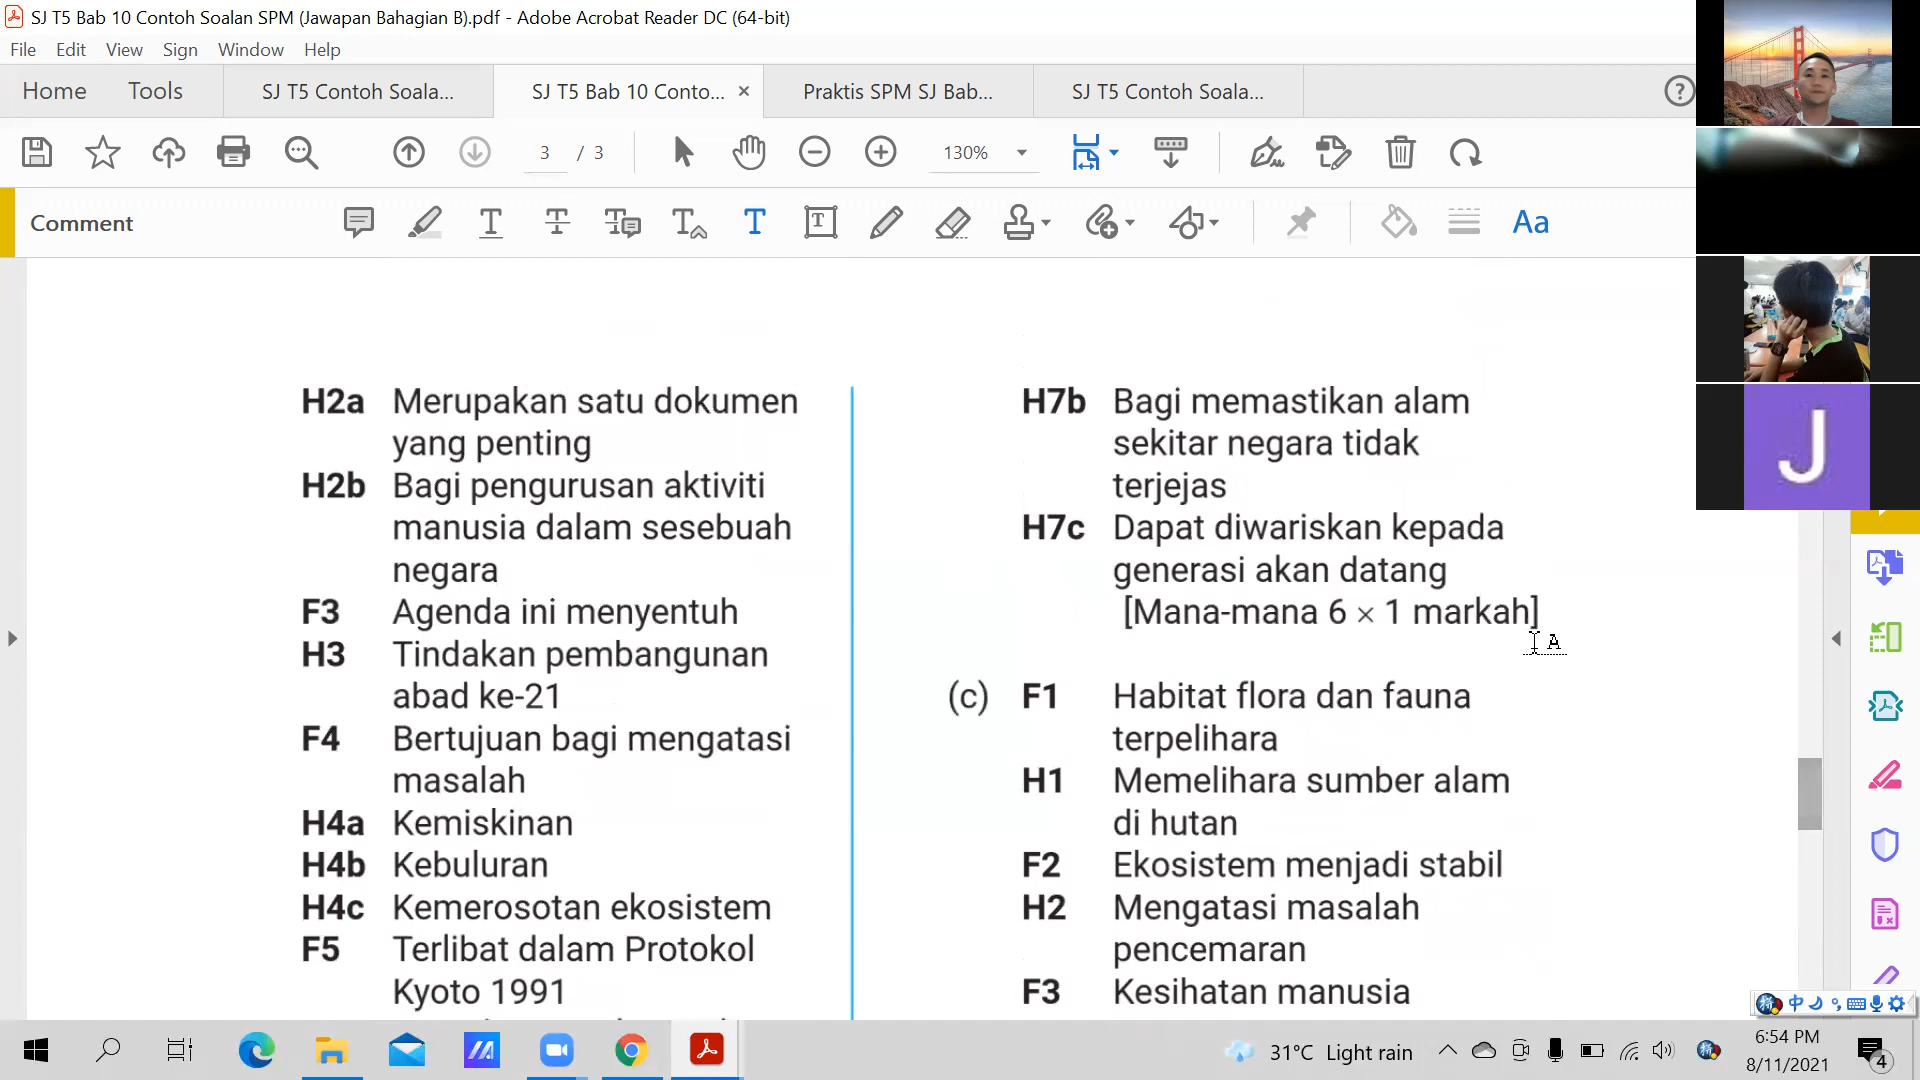 SJ T5 Bab 10 Contoh Soalan SPM (Jawapan Bahagian B).pdf - Adobe Acrobat Reader DC (64-bit)
File Edit View Sign Window Help
Home Tools SJ T5 Contoh Soala... SJ T5 Bab 10 Conto... × Praktis SPM SJ Bab... SJ T5 Contoh Soala...
3 / 3 130%
Comment
H2a Merupakan satu dokumen
yang penting
H2b Bagi pengurusan aktiviti
manusia dalam sesebuah
negara
F3 Agenda ini menyentuh
H3 Tindakan pembangunan
abad ke-21
F4 Bertujuan bagi mengatasi
masalah
H4a Kemiskinan
H4b Kebuluran
H4c Kemerosotan ekosistem
F5 Terlibat dalam Protokol
Kyoto 1991
H7b Bagi memastikan alam
sekitar negara tidak
terjejas
H7c Dapat diwariskan kepada
generasi akan datang
[Mana-mana 6 × 1 markah]
(c) F1 Habitat flora dan fauna
terpelihara
H1 Memelihara sumber alam
di hutan
F2 Ekosistem menjadi stabil
H2 Mengatasi masalah
pencemaran
F3 Kesihatan manusia
J
中
31°C Light rain
6:54 PM
8/11/2021
4